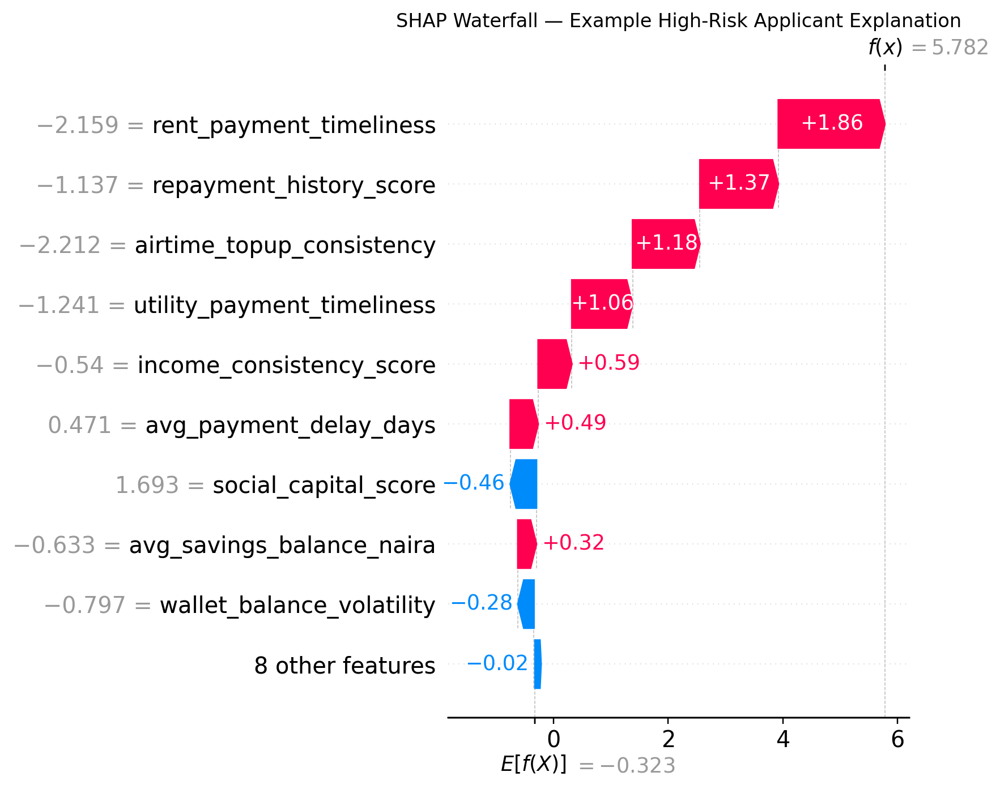 SHAP Waterfall — Example High-Risk Applicant Explanation
f(x) = 5.782
−2.159 = rent_payment_timeliness +1.86
−1.137 = repayment_history_score +1.37
−2.212 = airtime_topup_consistency +1.18
−1.241 = utility_payment_timeliness +1.06
−0.54 = income_consistency_score +0.59
0.471 = avg_payment_delay_days +0.49
1.693 = social_capital_score −0.46
−0.633 = avg_savings_balance_naira +0.32
−0.797 = wallet_balance_volatility −0.28
8 other features −0.02
0 2 4 6
E[f(X)] = −0.323